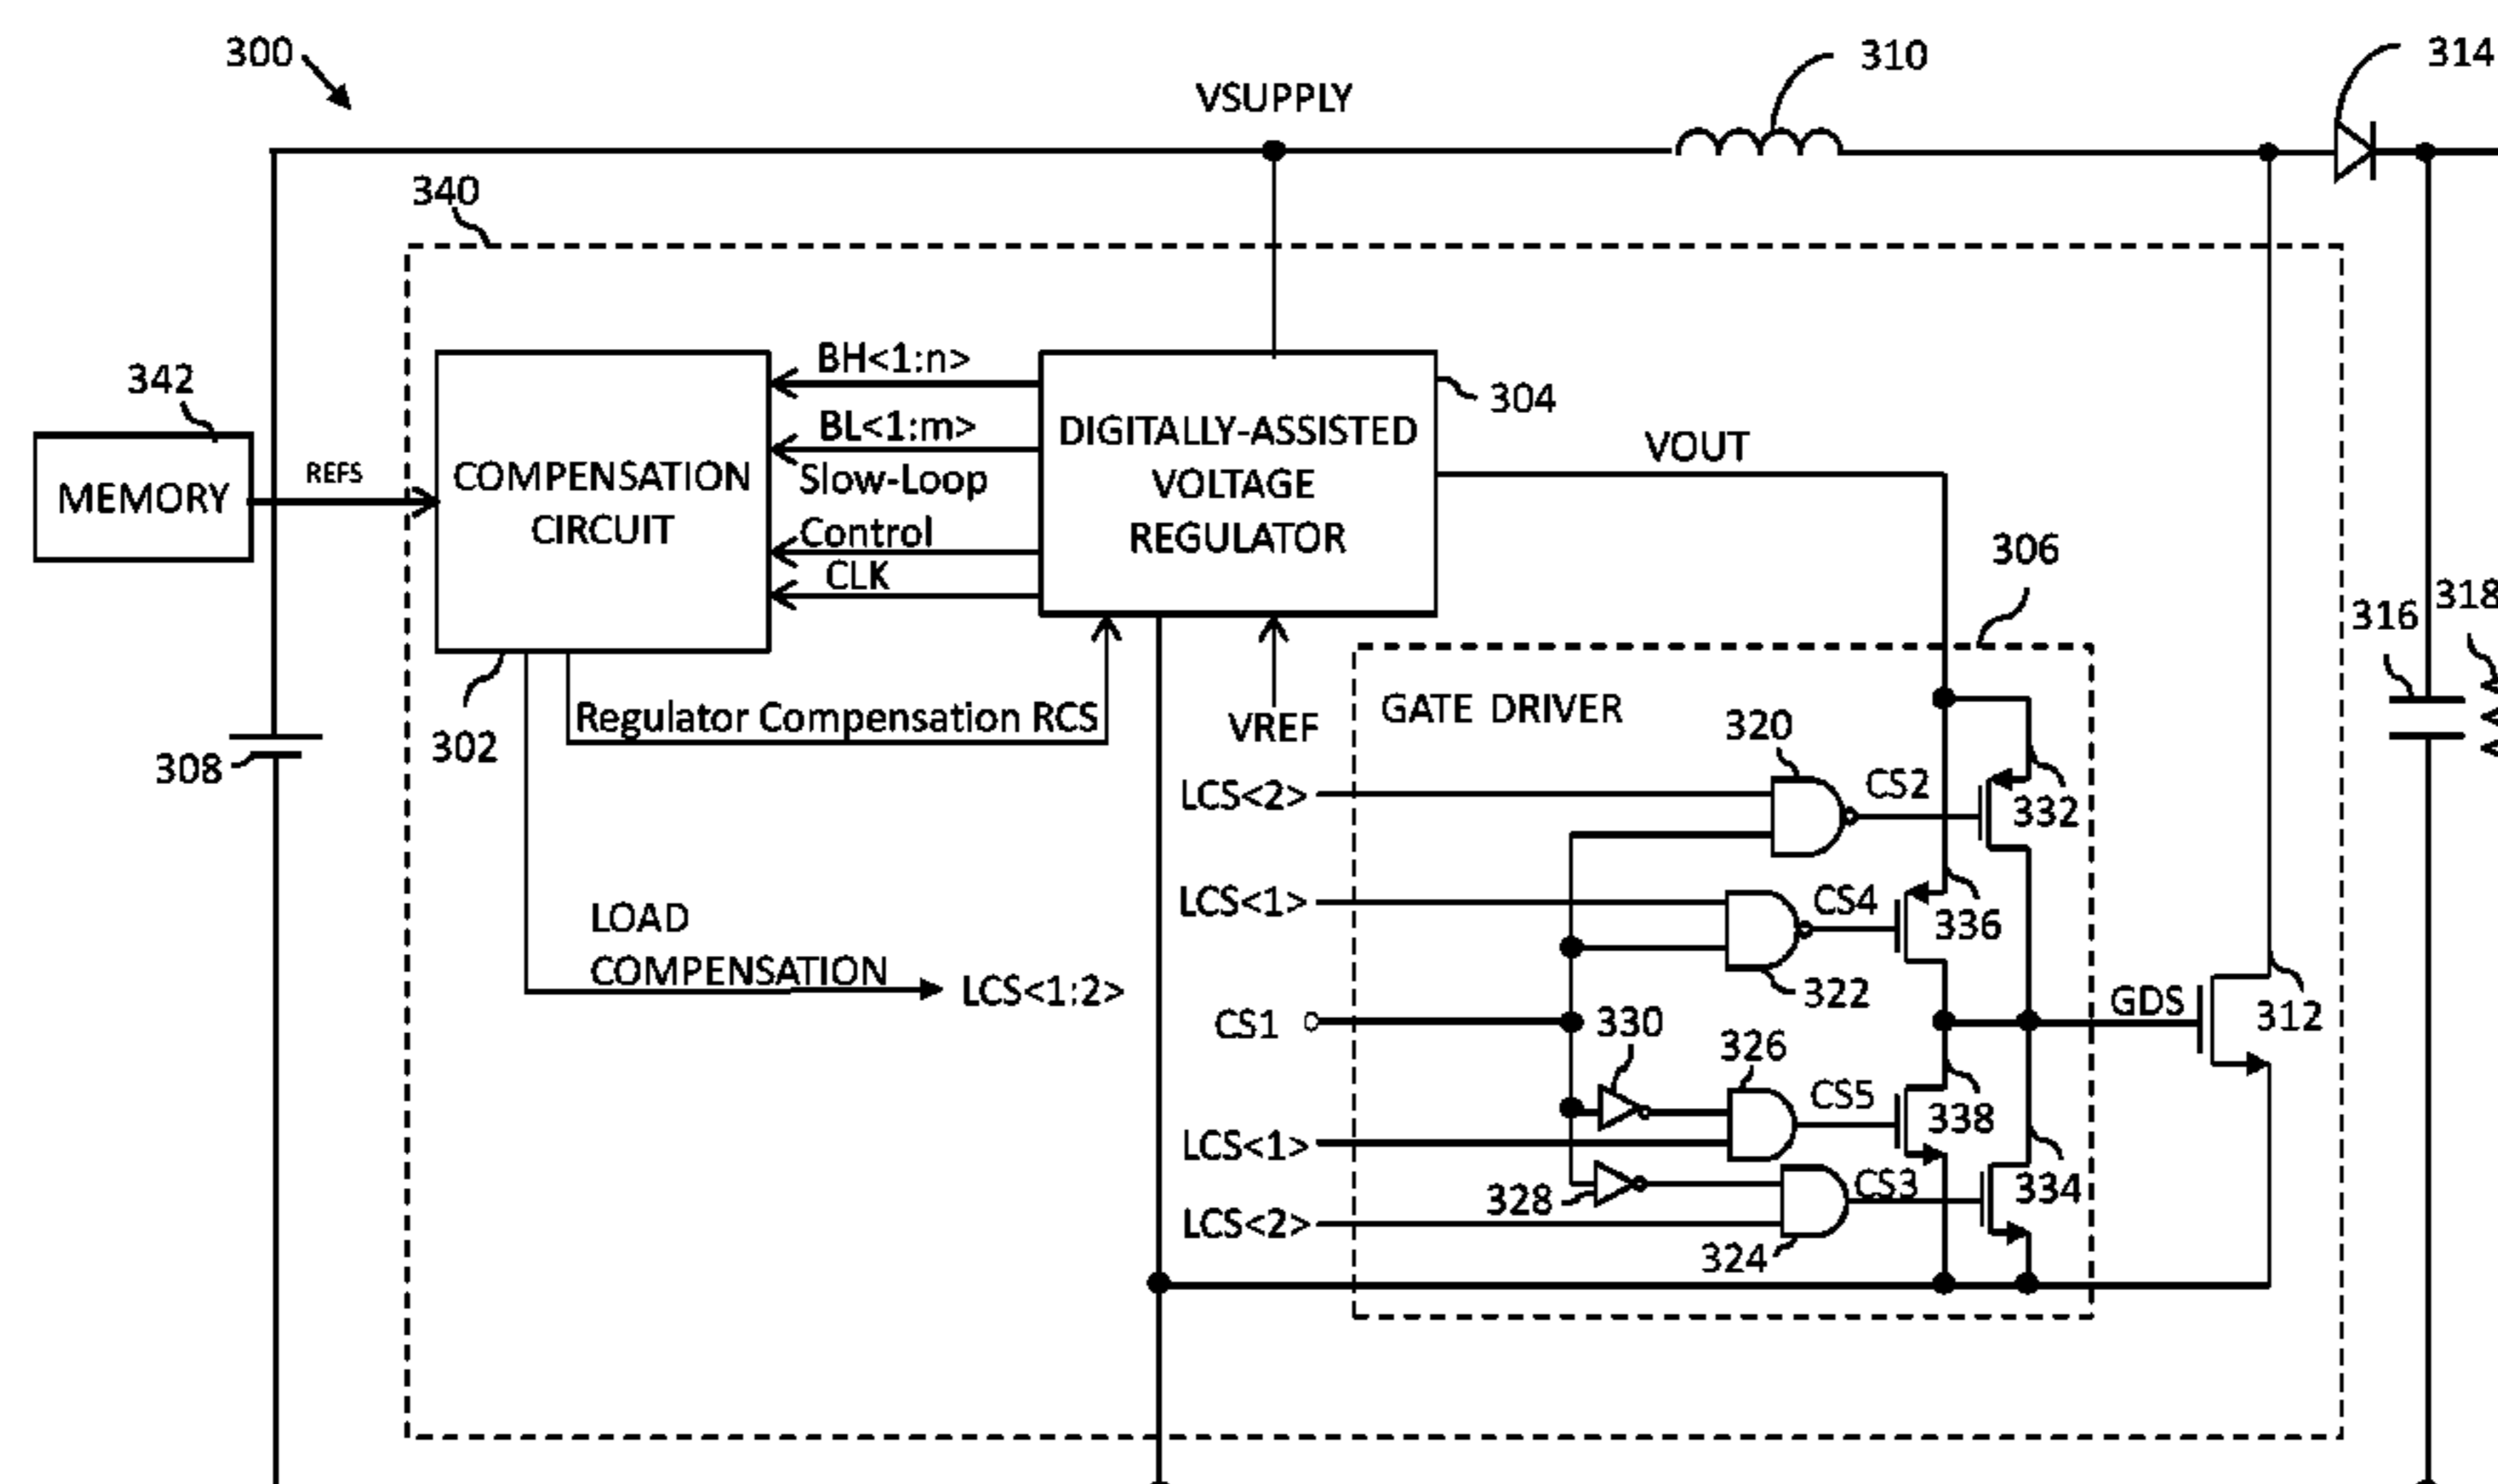 300
VSUPPLY
310
314
340
342
MEMORY
REFS
COMPENSATION
CIRCUIT
BH<1:n>
BL<1:m>
Slow-Loop
Control
CLK
DIGITALLY-ASSISTED
VOLTAGE
REGULATOR
304
VOUT
306
316
318
302
308
Regulator Compensation RCS
VREF
GATE DRIVER
320
LCS<2>
CS2
332
LCS<1>
CS4
336
322
LOAD
COMPENSATION
LCS<1:2>
CS1
330
326
GDS
312
CS5
338
LCS<1>
328
CS3
334
LCS<2>
324